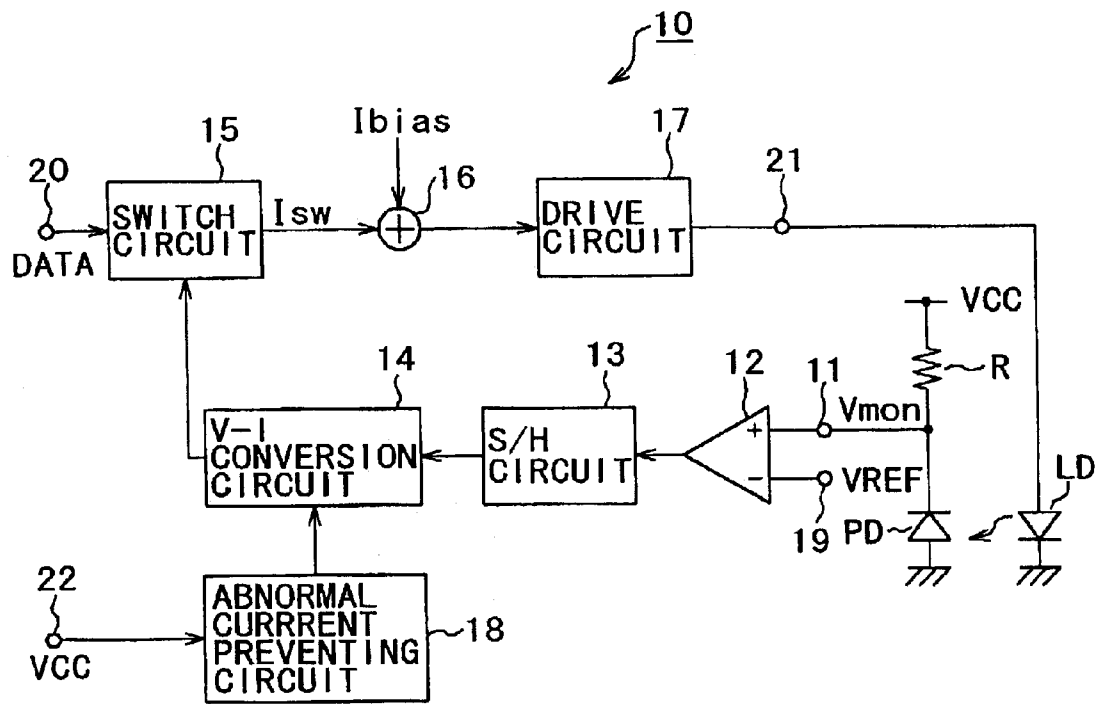 10
15
Ibias
17
20
16
21
SWITCH
CIRCUIT
Isw
DRIVE
CIRCUIT
DATA
VCC
14
13
12
11
R
Vmon
V-I
CONVERSION
CIRCUIT
S/H
CIRCUIT
+
-
VREF
LD
19
PD
22
ABNORMAL
CURRRENT
PREVENTING
CIRCUIT
18
VCC